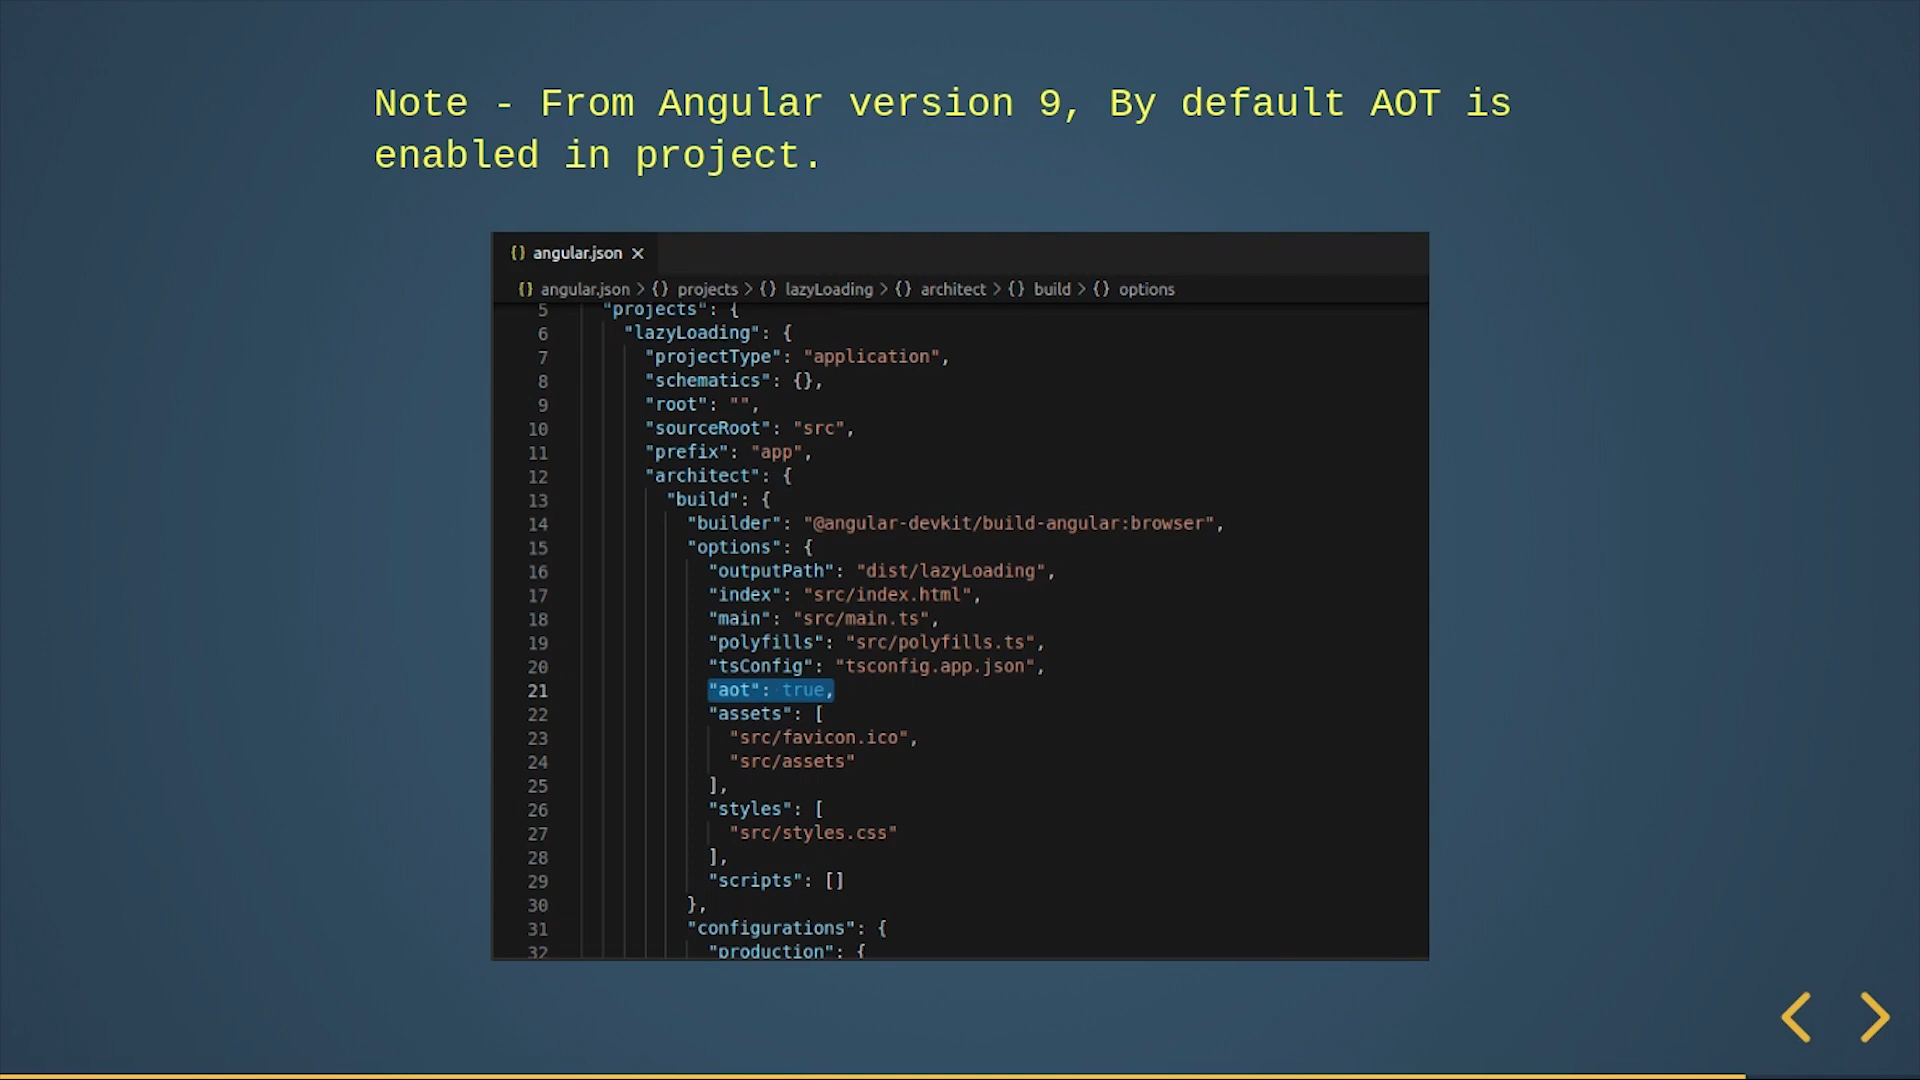 Note - From Angular version 9, By default AOT is
enabled in project.
{} angular.json ×
{} angular.json > {} projects > {} lazyLoading > {} architect > {} build > {} options
5 "projects": {
6 "lazyLoading": {
7 "projectType": "application",
8 "schematics": {},
9 "root": "",
10 "sourceRoot": "src",
11 "prefix": "app",
12 "architect": {
13 "build": {
14 "builder": "@angular-devkit/build-angular:browser",
15 "options": {
16 "outputPath": "dist/lazyLoading",
17 "index": "src/index.html",
18 "main": "src/main.ts",
19 "polyfills": "src/polyfills.ts",
20 "tsConfig": "tsconfig.app.json",
21 "aot": true,
22 "assets": [
23 "src/favicon.ico",
24 "src/assets"
25 ],
26 "styles": [
27 "src/styles.css"
28 ],
29 "scripts": []
30 },
31 "configurations": {
32 "production": {